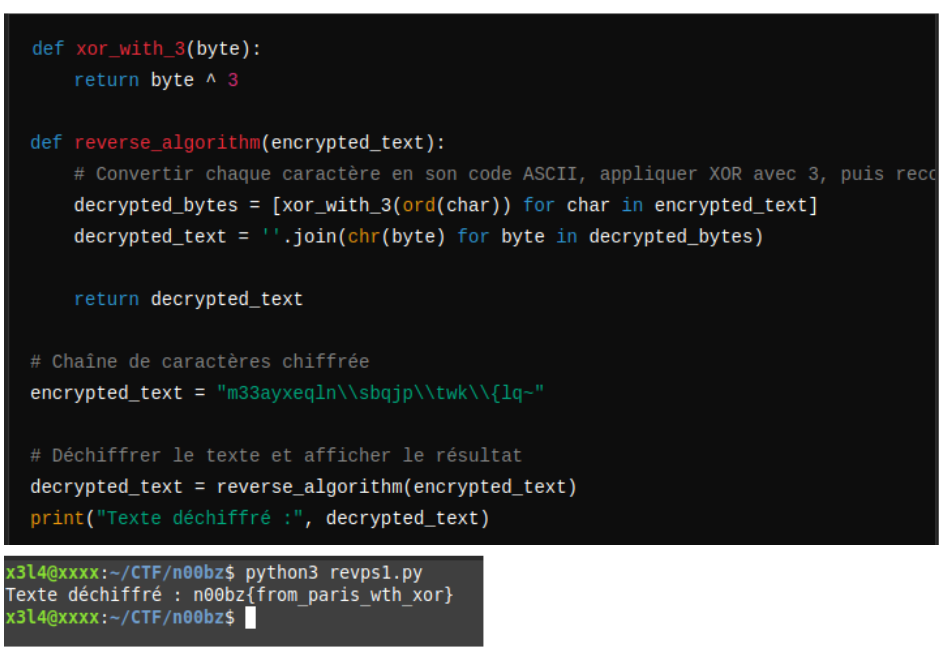 def xor_with_3(byte):
return byte ^ 3
def reverse_algorithm(encrypted_text):
# Convertir chaque caractère en son code ASCII, appliquer XOR avec 3, puis reco
decrypted_bytes = [xor_with_3(ord(char)) for char in encrypted_text]
decrypted_text = ''.join(chr(byte) for byte in decrypted_bytes)
return decrypted_text
# Chaîne de caractères chiffrée
encrypted_text = "m33ayxeqln\\sbqjp\\twk\\{lq~"
# Déchiffrer le texte et afficher le résultat
decrypted_text = reverse_algorithm(encrypted_text)
print("Texte déchiffré :", decrypted_text)
x3l4@xxxx:~/CTF/n00bz$ python3 revps1.py
Texte déchiffré : n00bz{from_paris_wth_xor}
x3l4@xxxx:~/CTF/n00bz$